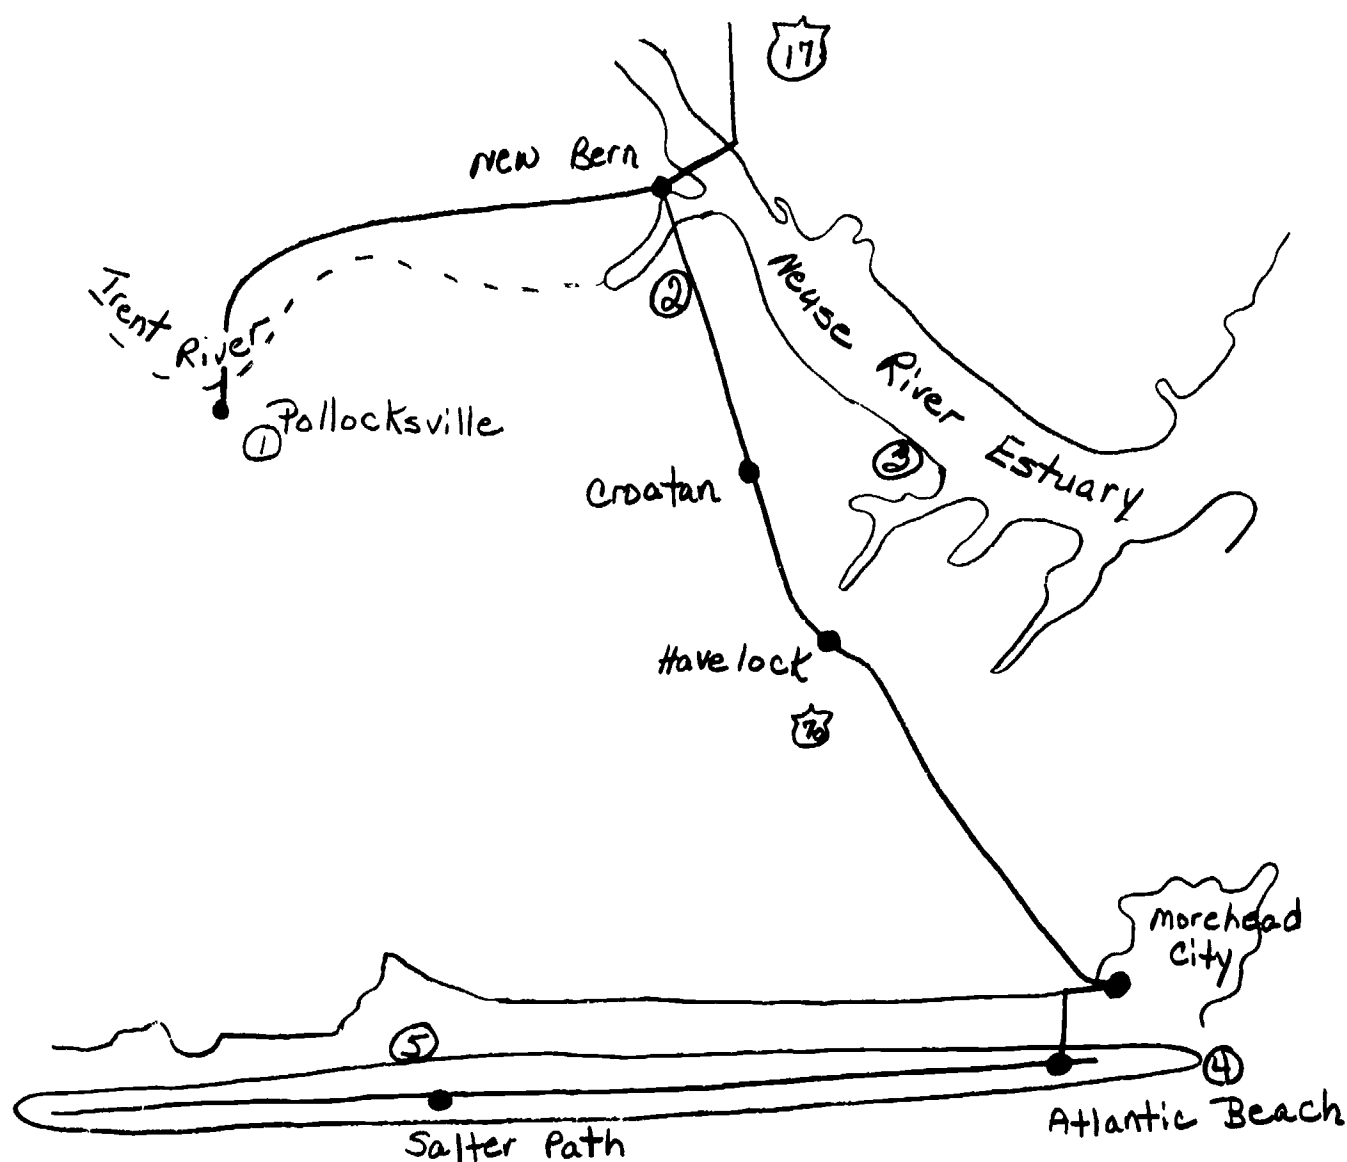 17
New Bern
Neuse River Estuary
Trent River
2
1 Pollocksville
3
Croatan
Havelock
70
Morehead
City
5
4
Atlantic Beach
Salter Path